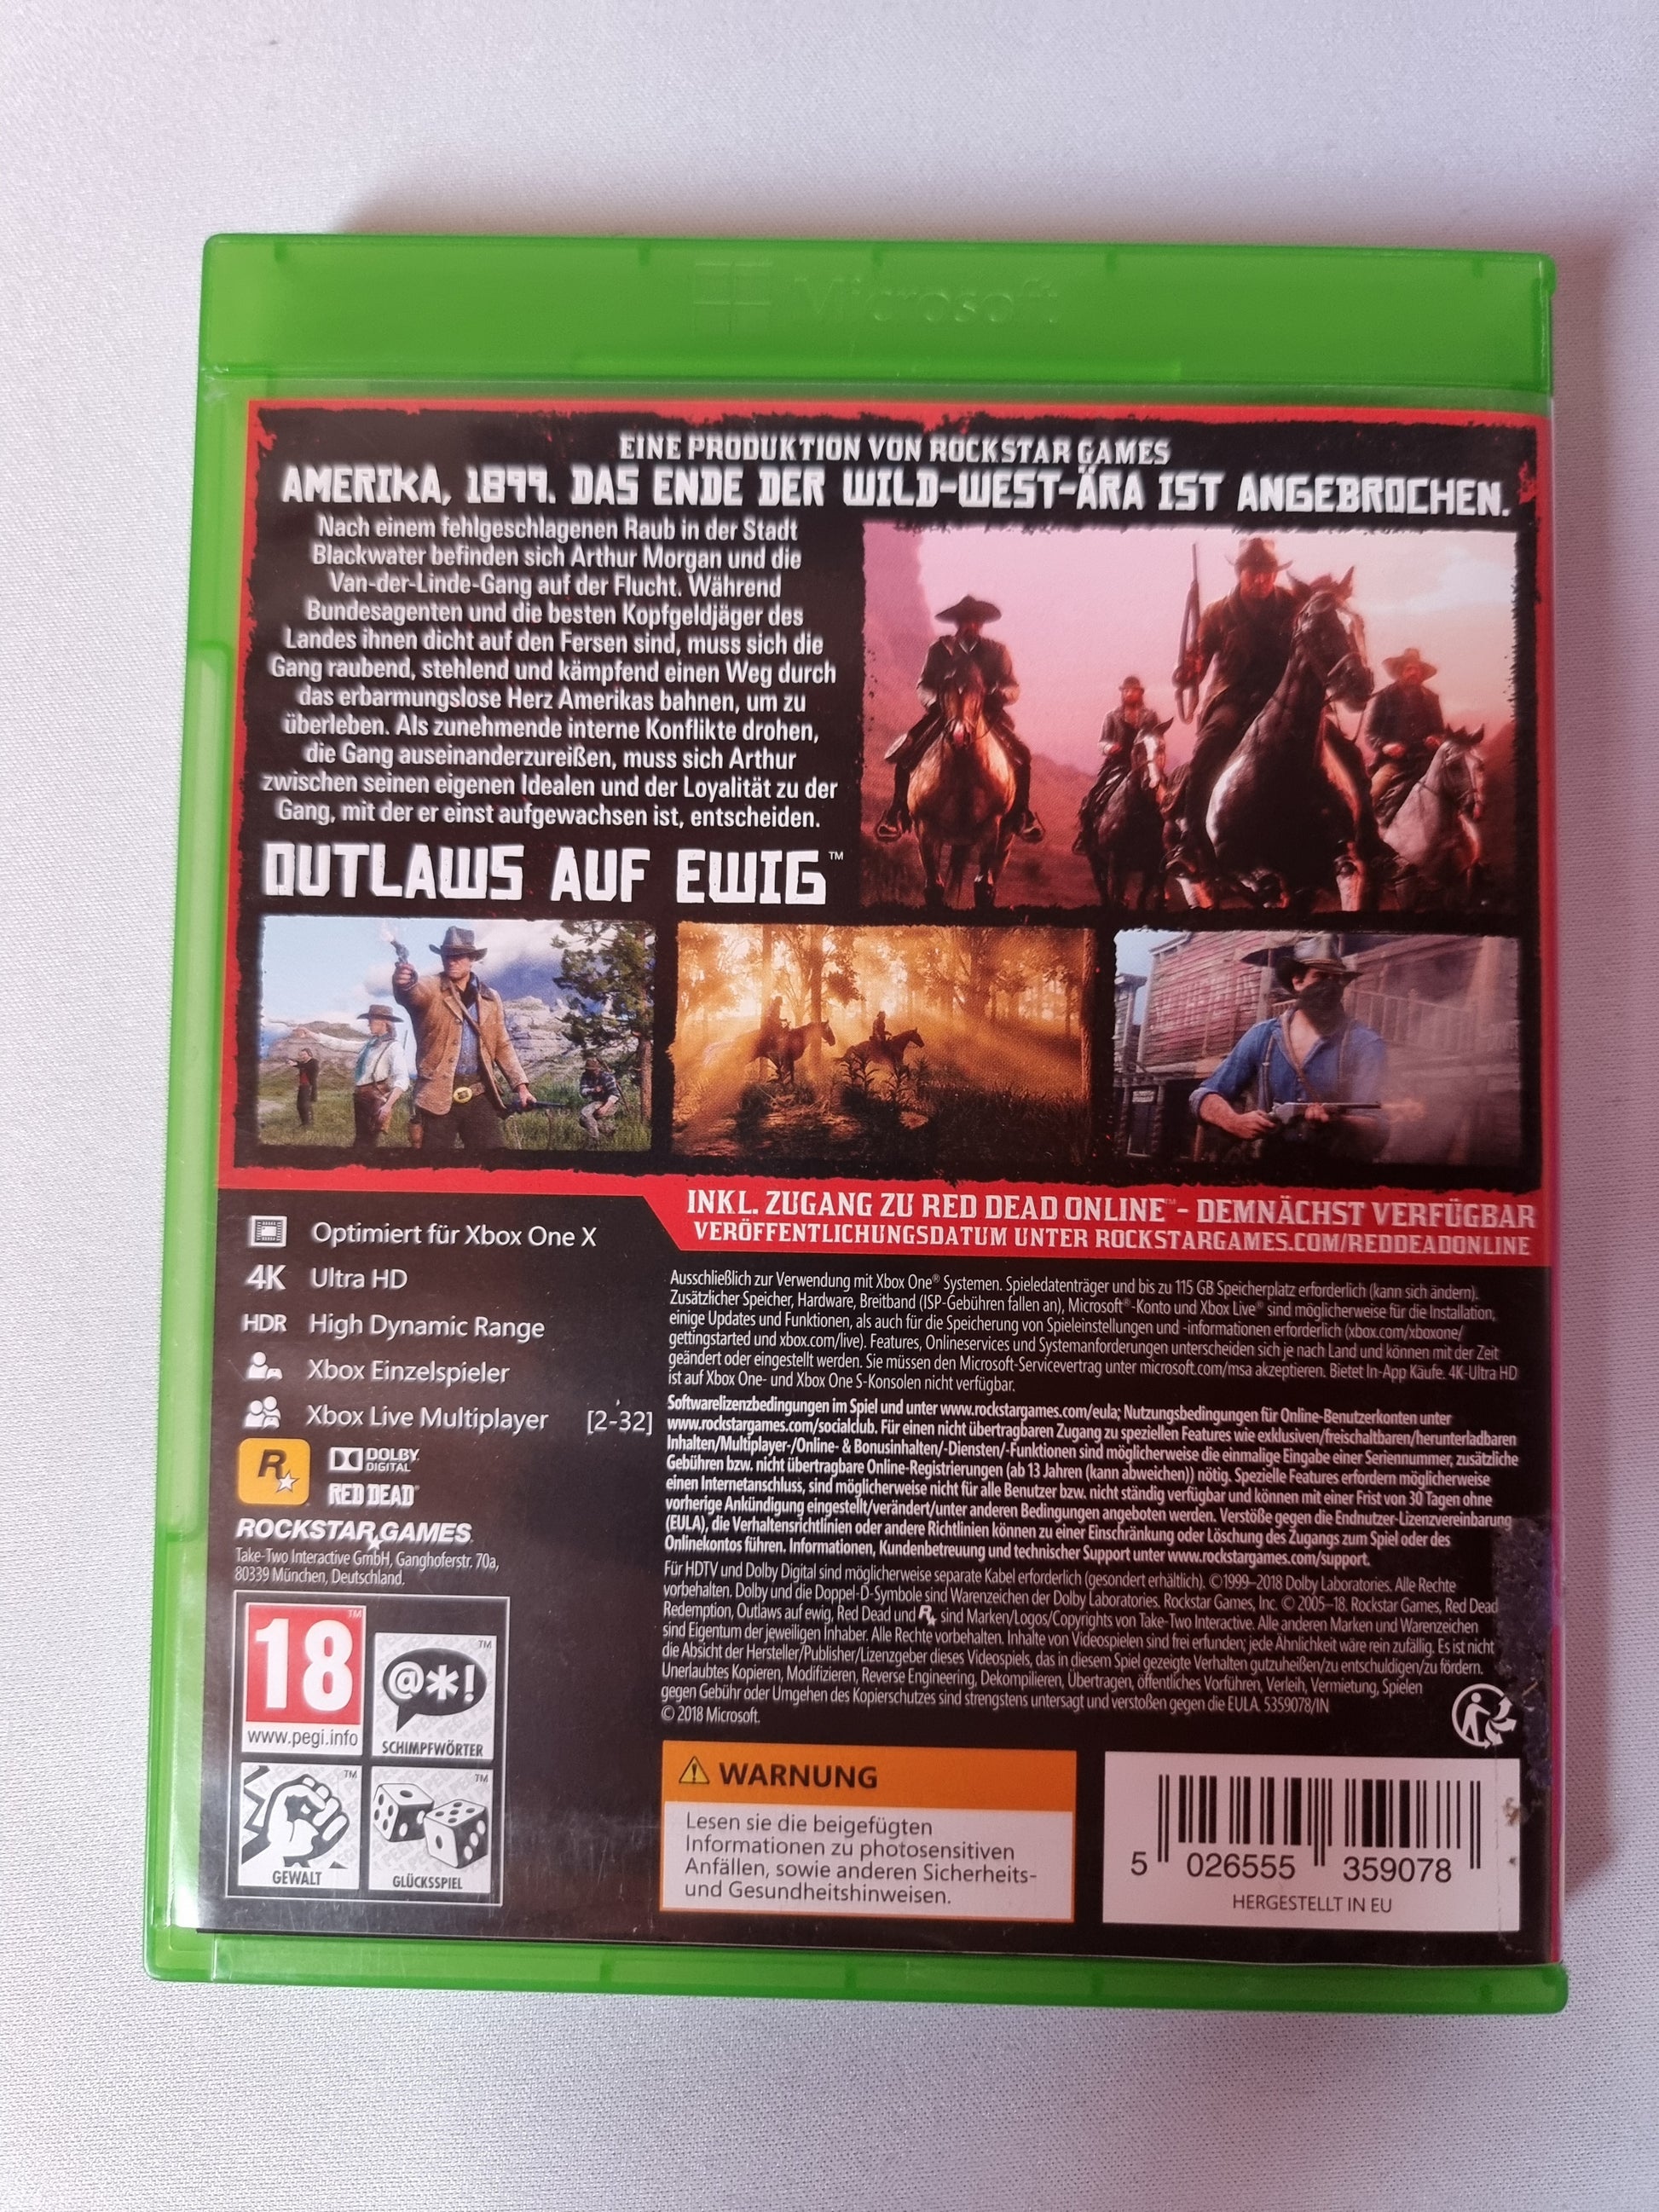 Microsoft
EINE PRODUKTION VON ROCKSTAR GAMES
AMERIKA, 1899. DAS ENDE DER WILD-WEST-ÄRA IST ANGEBROCHEN.
Nach einem fehlgeschlagenen Raub in der Stadt
Blackwater befinden sich Arthur Morgan und die
Van-der-Linde-Gang auf der Flucht. Während
Bundesagenten und die besten Kopfgeldjäger des
Landes ihnen dicht auf den Fersen sind, muss sich die
Gang raubend, stehlend und kämpfend einen Weg durch
das erbarmungslose Herz Amerikas bahnen, um zu
überleben. Als zunehmende interne Konflikte drohen,
die Gang auseinanderzureißen, muss sich Arthur
zwischen seinen eigenen Idealen und der Loyalität zu der
Gang, mit der er einst aufgewachsen ist, entscheiden.
OUTLAWS AUF EWIG™
INKL. ZUGANG ZU RED DEAD ONLINE™ - DEMNÄCHST VERFÜGBAR
VERÖFFENTLICHUNGSDATUM UNTER ROCKSTARGAMES.COM/REDDEADONLINE
Optimiert für Xbox One X
4K Ultra HD
HDR High Dynamic Range
Xbox Einzelspieler
Xbox Live Multiplayer [2-32]
R
DOLBY
DIGITAL
RED DEAD
ROCKSTAR GAMES
Take-Two Interactive GmbH, Ganghoferstr. 70a,
80339 München, Deutschland.
Ausschließlich zur Verwendung mit Xbox One® Systemen. Spieledatenträger und bis zu 115 GB Speicherplatz erforderlich (kann sich ändern).
Zusätzlicher Speicher, Hardware, Breitband (ISP-Gebühren fallen an), Microsoft®-Konto und Xbox Live® sind möglicherweise für die Installation,
einige Updates und Funktionen, als auch für die Speicherung von Spieleinstellungen und -informationen erforderlich (xbox.com/xboxone/
gettingstarted und xbox.com/live). Features, Onlineservices und Systemanforderungen unterscheiden sich je nach Land und können mit der Zeit
geändert oder eingestellt werden. Sie müssen den Microsoft-Servicevertrag unter microsoft.com/msa akzeptieren. Bietet In-App Käufe. 4K-Ultra HD
ist auf Xbox One- und Xbox One S-Konsolen nicht verfügbar.
Softwarelizenzbedingungen im Spiel und unter www.rockstargames.com/eula; Nutzungsbedingungen für Online-Benutzerkonten unter
www.rockstargames.com/socialclub. Für einen nicht übertragbaren Zugang zu speziellen Features wie exklusiven/freischaltbaren/herunterladbaren
Inhalten/Multiplayer-/Online- & Bonusinhalten/-Diensten/-Funktionen sind möglicherweise die einmalige Eingabe einer Seriennummer, zusätzliche
Gebühren bzw. nicht übertragbare Online-Registrierungen (ab 13 Jahren (kann abweichen)) nötig. Spezielle Features erfordern möglicherweise
einen Internetanschluss, sind möglicherweise nicht für alle Benutzer bzw. nicht ständig verfügbar und können mit einer Frist von 30 Tagen ohne
vorherige Ankündigung eingestellt/verändert/unter anderen Bedingungen angeboten werden. Verstöße gegen die Endnutzer-Lizenzvereinbarung
(EULA), die Verhaltensrichtlinien oder andere Richtlinien können zu einer Einschränkung oder Löschung des Zugangs zum Spiel oder des
Onlinekontos führen. Informationen, Kundenbetreuung und technischer Support unter www.rockstargames.com/support.
Für HDTV und Dolby Digital sind möglicherweise separate Kabel erforderlich (gesondert erhältlich). ©1999–2018 Dolby Laboratories. Alle Rechte
vorbehalten. Dolby und die Doppel-D-Symbole sind Warenzeichen der Dolby Laboratories. Rockstar Games, Inc. © 2005–18. Rockstar Games, Red Dead
Redemption, Outlaws auf ewig, Red Dead und R sind Marken/Logos/Copyrights von Take-Two Interactive. Alle anderen Marken und Warenzeichen
sind Eigentum der jeweiligen Inhaber. Alle Rechte vorbehalten. Inhalte von Videospielen sind frei erfunden; jede Ähnlichkeit wäre rein zufällig. Es ist nicht
die Absicht der Hersteller/Publisher/Lizenzgeber dieses Videospiels, das in diesem Spiel gezeigte Verhalten gutzuheißen/zu entschuldigen/zu fördern.
Unerlaubtes Kopieren, Modifizieren, Reverse Engineering, Dekompilieren, Übertragen, öffentliches Vorführen, Verleih, Vermietung, Spielen
gegen Gebühr oder Umgehen des Kopierschutzes sind strengstens untersagt und verstoßen gegen die EULA. 5359078/IN
© 2018 Microsoft.
18™
www.pegi.info
@*!™
SCHIMPFWÖRTER
™
GEWALT
™
GLÜCKSSPIEL
WARNUNG
Lesen sie die beigefügten
Informationen zu photosensitiven
Anfällen, sowie anderen Sicherheits-
und Gesundheitshinweisen.
5 026555 359078
HERGESTELLT IN EU